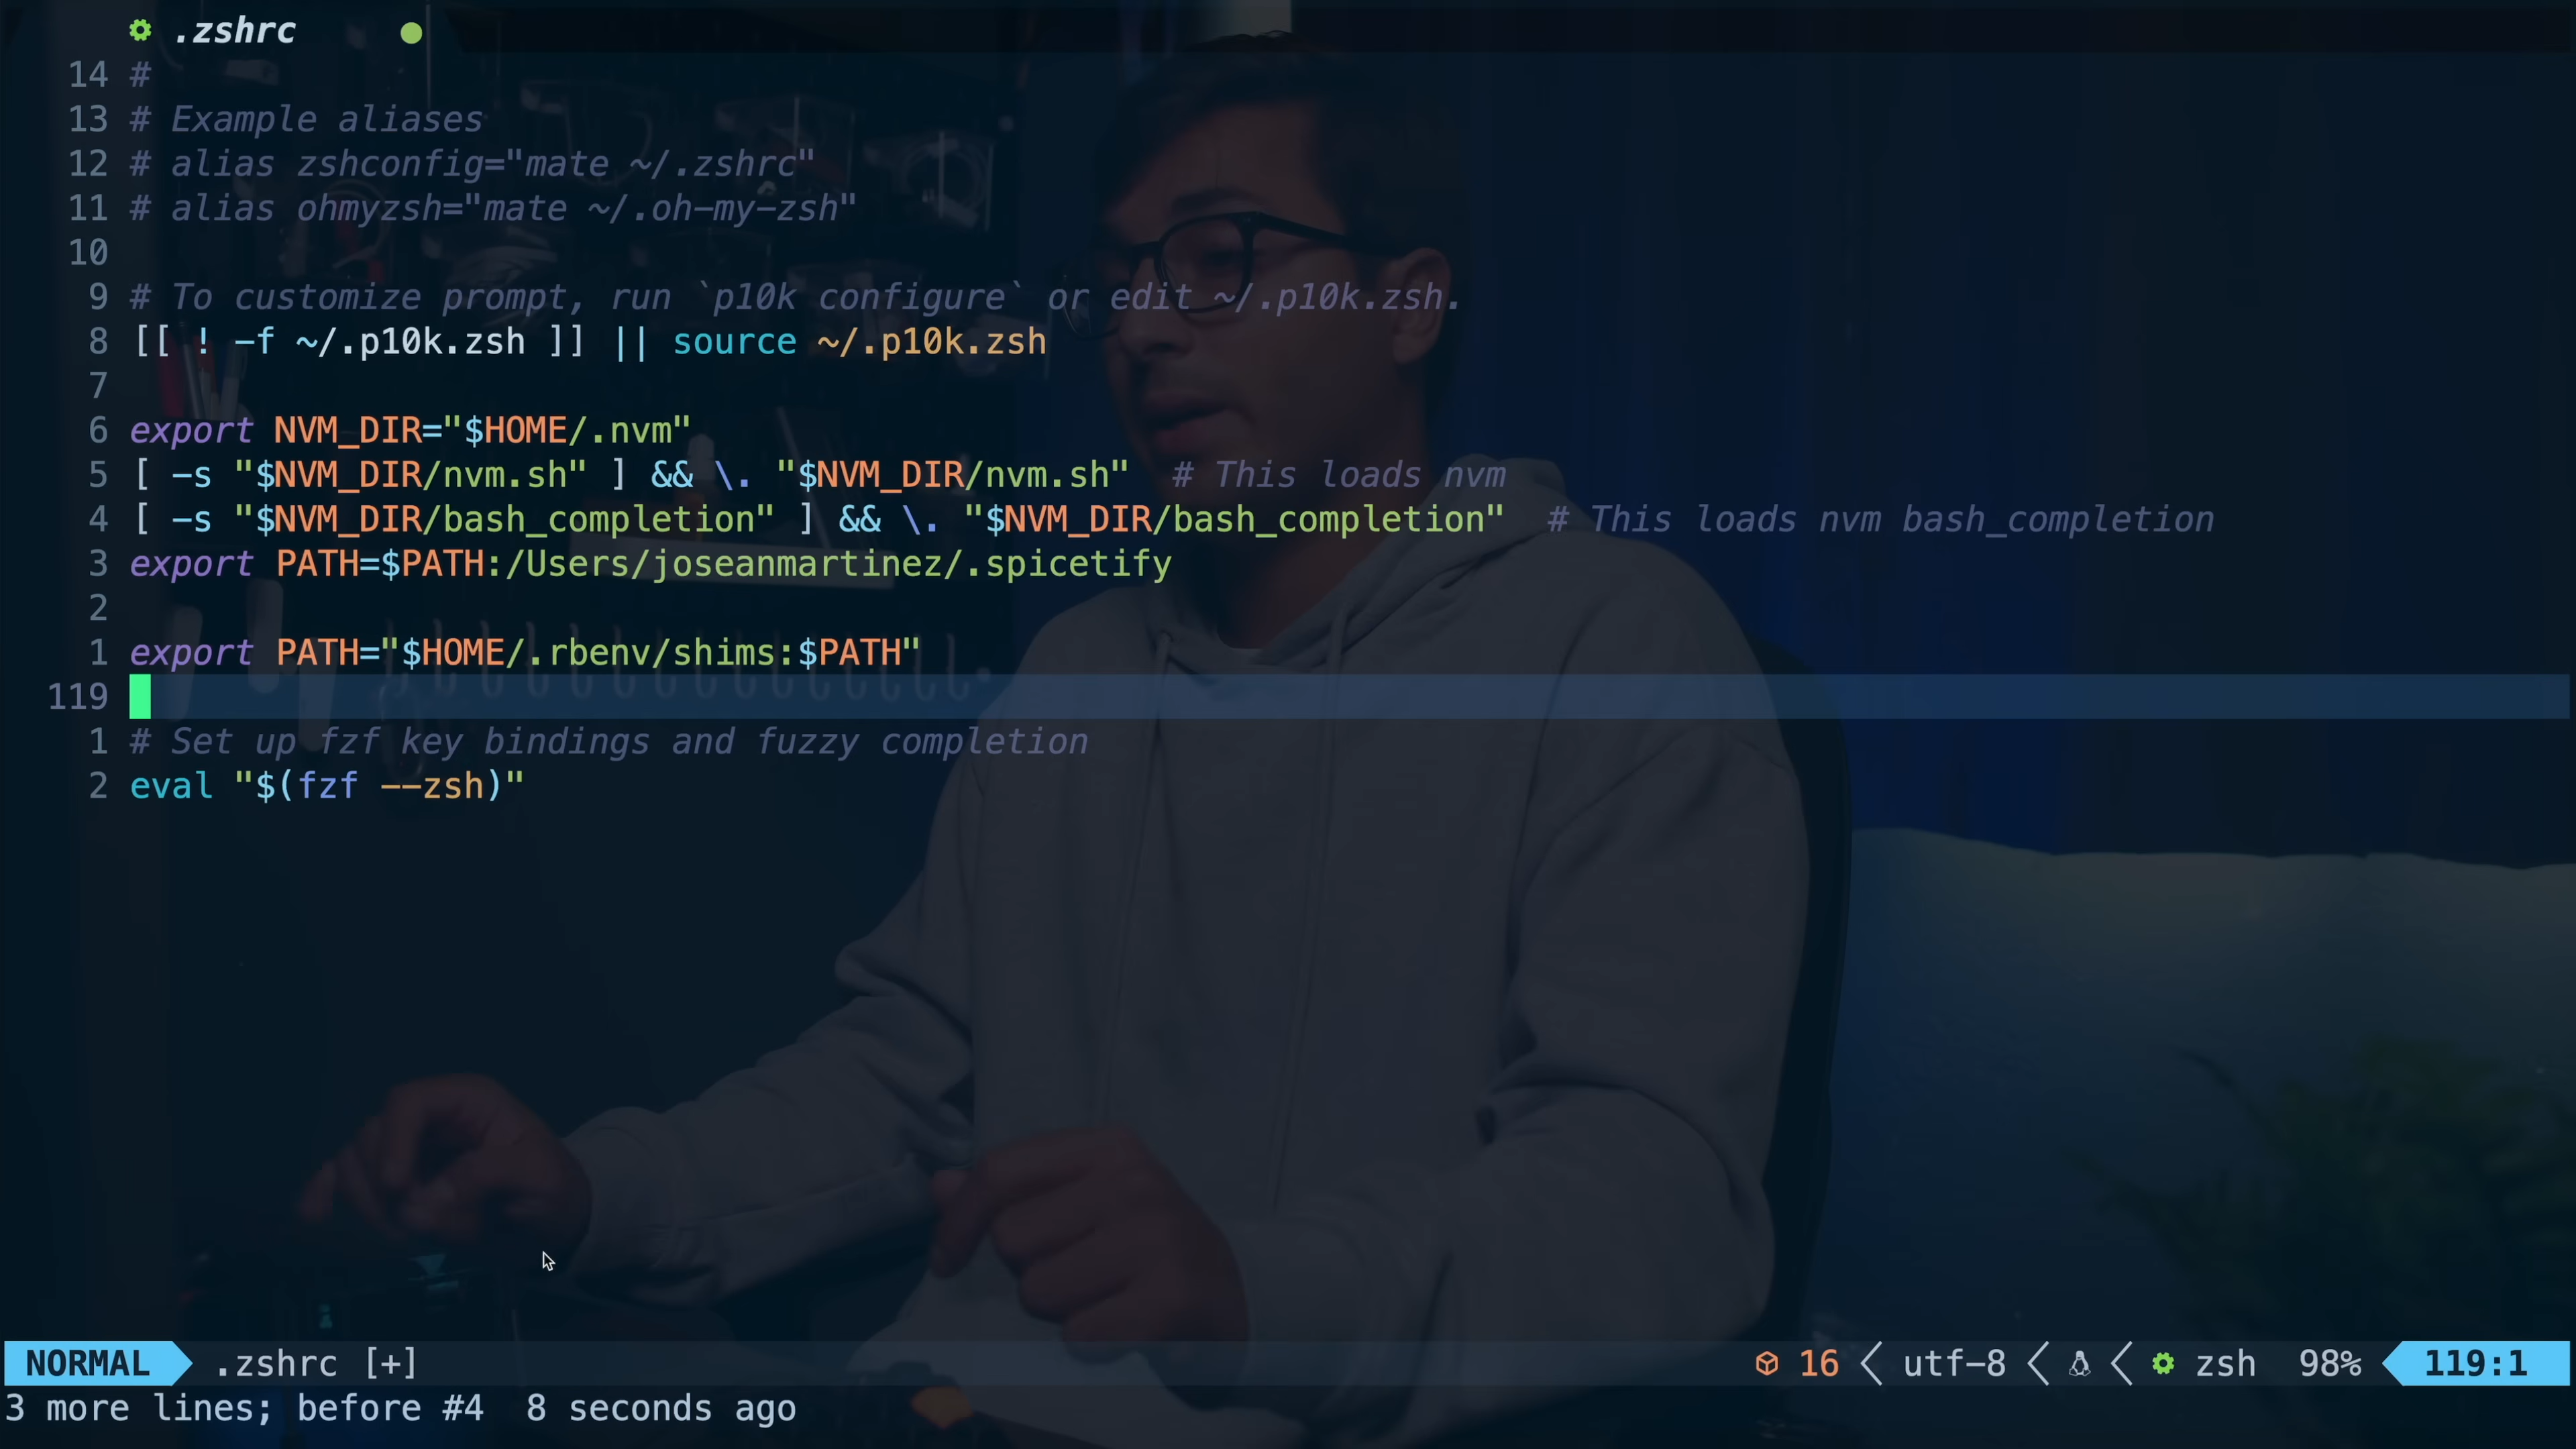 .zshrc
14 #
13 # Example aliases
12 # alias zshconfig="mate ~/.zshrc"
11 # alias ohmyzsh="mate ~/.oh-my-zsh"
10
9 # To customize prompt, run `p10k configure` or edit ~/.p10k.zsh.
8 [[ ! -f ~/.p10k.zsh ]] || source ~/.p10k.zsh
7
6 export NVM_DIR="$HOME/.nvm"
5 [ -s "$NVM_DIR/nvm.sh" ] && \. "$NVM_DIR/nvm.sh"  # This loads nvm
4 [ -s "$NVM_DIR/bash_completion" ] && \. "$NVM_DIR/bash_completion"  # This loads nvm bash_completion
3 export PATH=$PATH:/Users/joseanmartinez/.spicetify
2
1 export PATH="$HOME/.rbenv/shims:$PATH"
119
1 # Set up fzf key bindings and fuzzy completion
2 eval "$(fzf --zsh)"
NORMAL .zshrc [+] 16 utf-8 zsh 98% 119:1
3 more lines; before #4  8 seconds ago